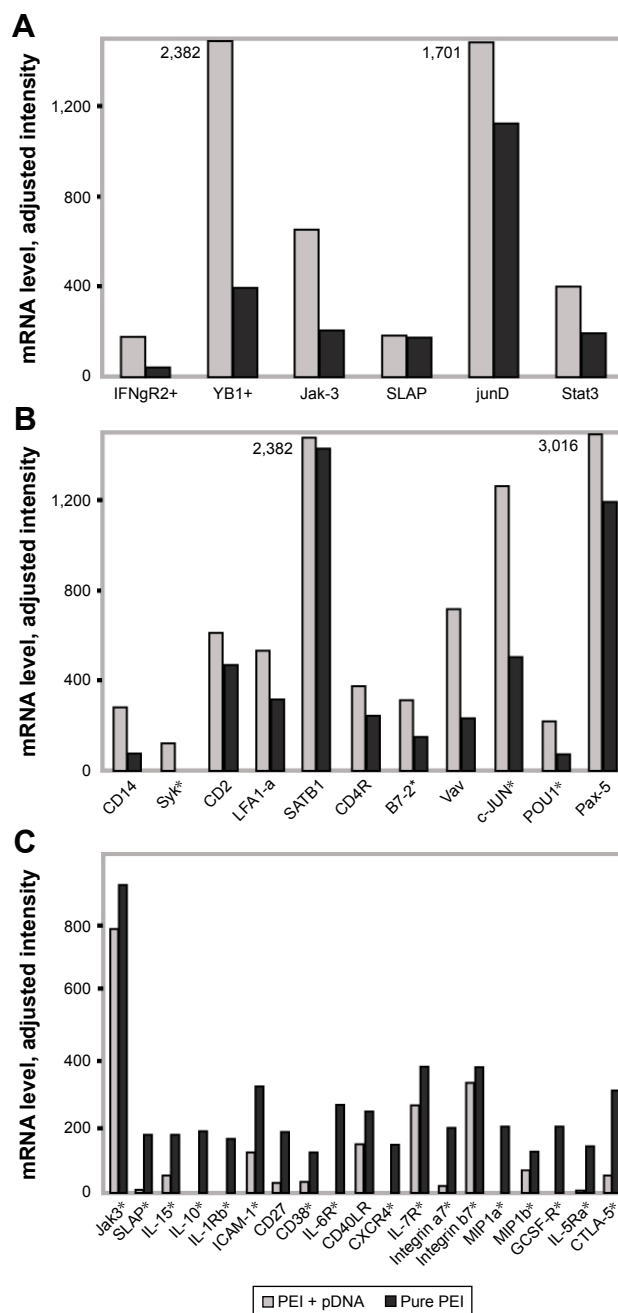 A
mRNA level, adjusted intensity
2,382
1,701
1,200
800
400
0
IFNgR2+ YB1+ Jak-3 SLAP junD Stat3
B
mRNA level, adjusted intensity
2,382
3,016
1,200
800
400
0
CD14 Syk* CD2 LFA1-a SATB1 CD4R B7-2* Vav c-JUN* POU1* Pax-5
C
mRNA level, adjusted intensity
800
600
400
200
0
Jak3* SLAP* IL-15* IL-10* IL-1Rb* ICAM-1* CD27 CD38* IL-6R* CD40LR CXCR4* IL-7R* Integrin a7* Integrin b7* MIP1a* MIP1b* GCSF-R* IL-5Ra* CTLA-5*
PEI + pDNA Pure PEI